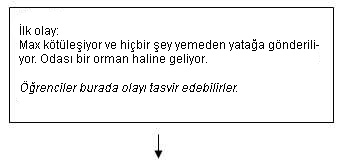 İlk olay:
Max kötüleşiyor ve hiçbir şey yemeden yatağa gönderili-
yor. Odası bir orman haline geliyor.
Öğrenciler burada olayı tasvir edebilirler.